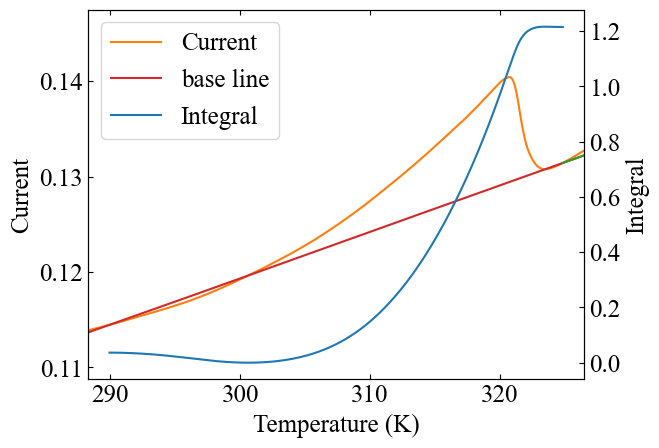 Current
base line
Integral
0.14
0.13
0.12
0.11
Current
1.2
1.0
0.8
0.6
0.4
0.2
0.0
Integral
290
300
310
320
Temperature (K)